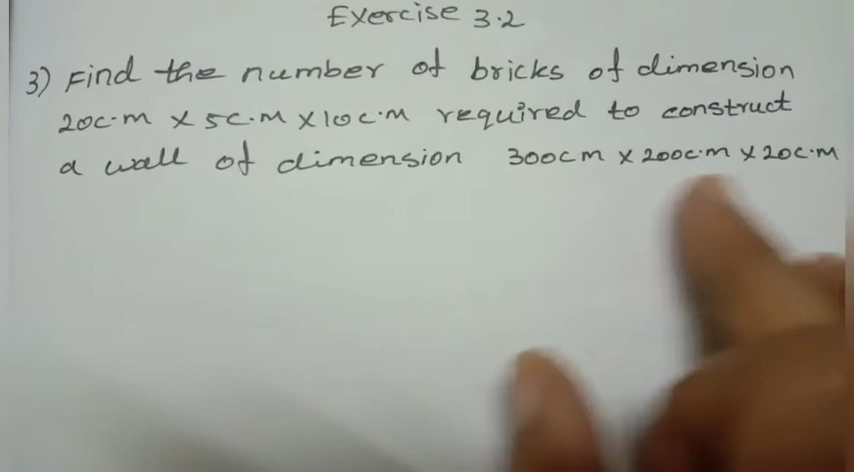 Exercise 3.2
3) Find the number of bricks of dimension
20c.m x 5c.m x 10c.m required to construct
a wall of dimension 300cm x 200c.m x 20c.m